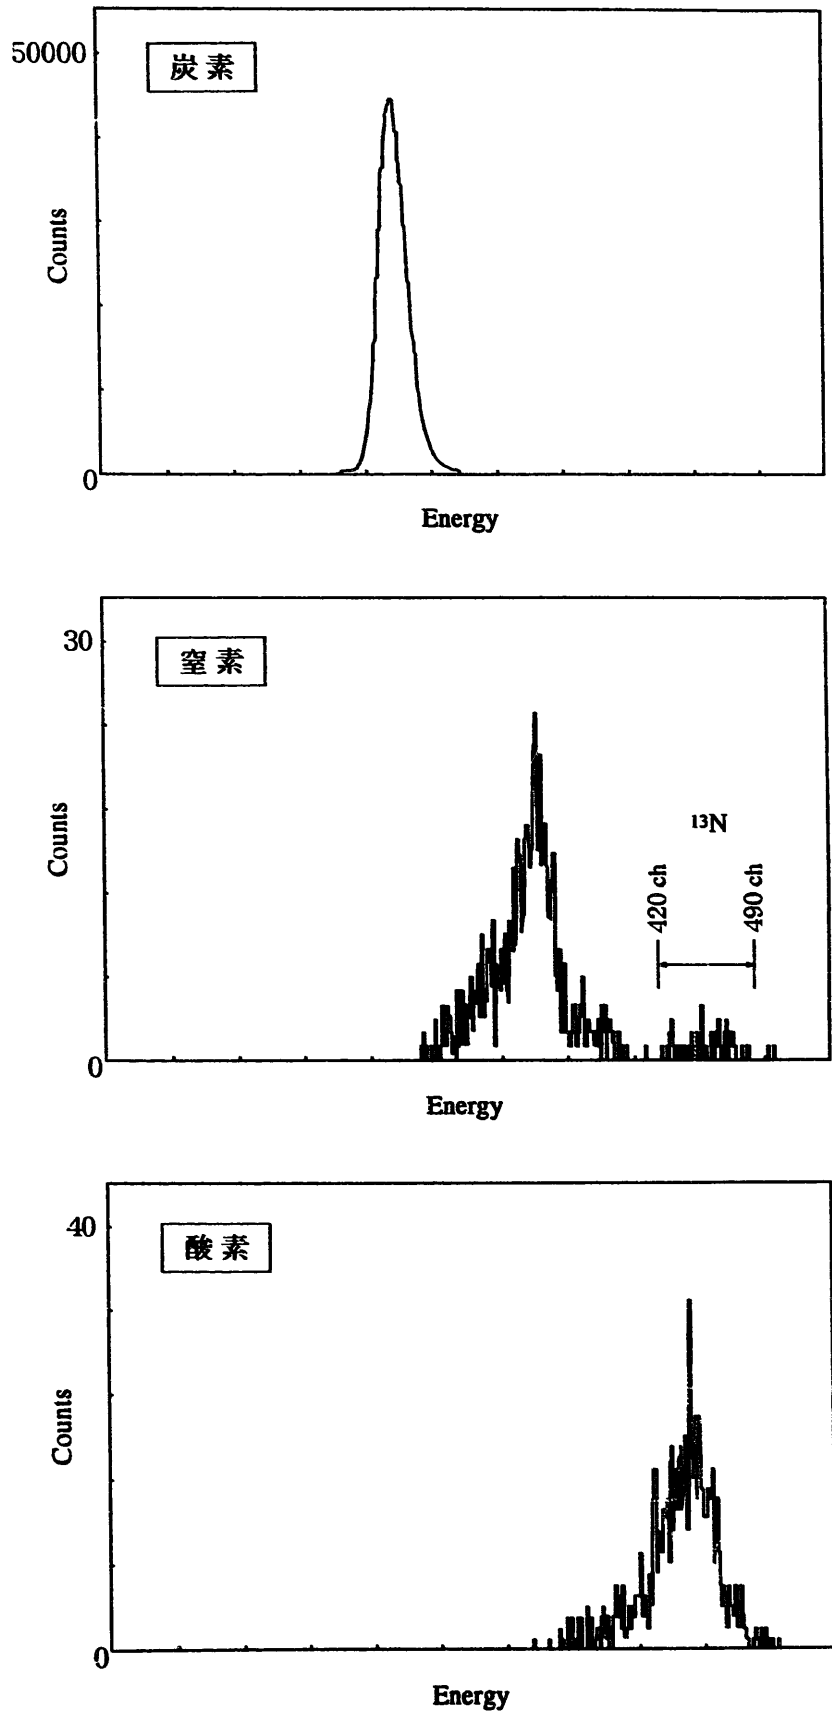 50000
炭素
Counts
0
Energy
30
窒素
13N
Counts
420 ch
490 ch
0
Energy
40
酸素
Counts
0
Energy